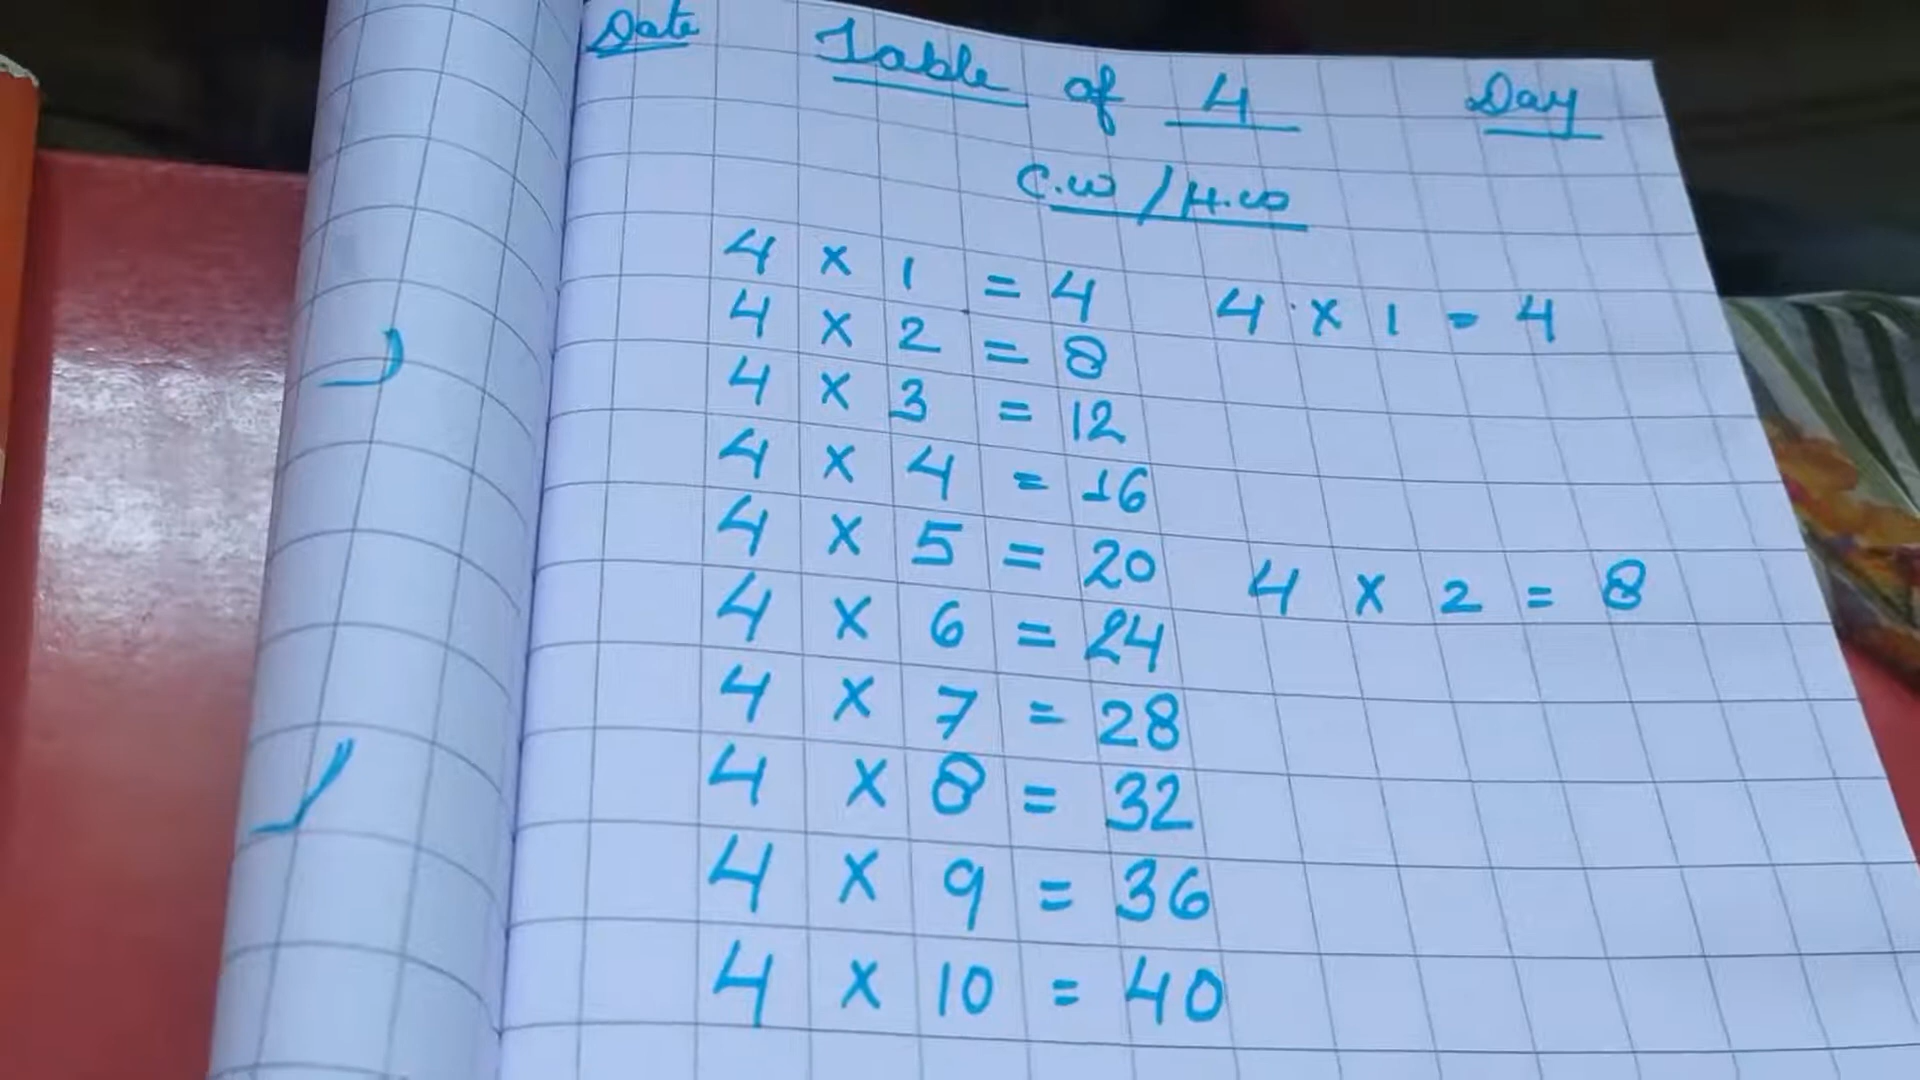 Date Table of 4 Day
C.W / H.W
4 × 1 = 4 4 × 1 = 4
4 × 2 = 8
4 × 3 = 12
4 × 4 = 16
4 × 5 = 20 4 × 2 = 8
4 × 6 = 24
4 × 7 = 28
4 × 8 = 32
4 × 9 = 36
4 × 10 = 40